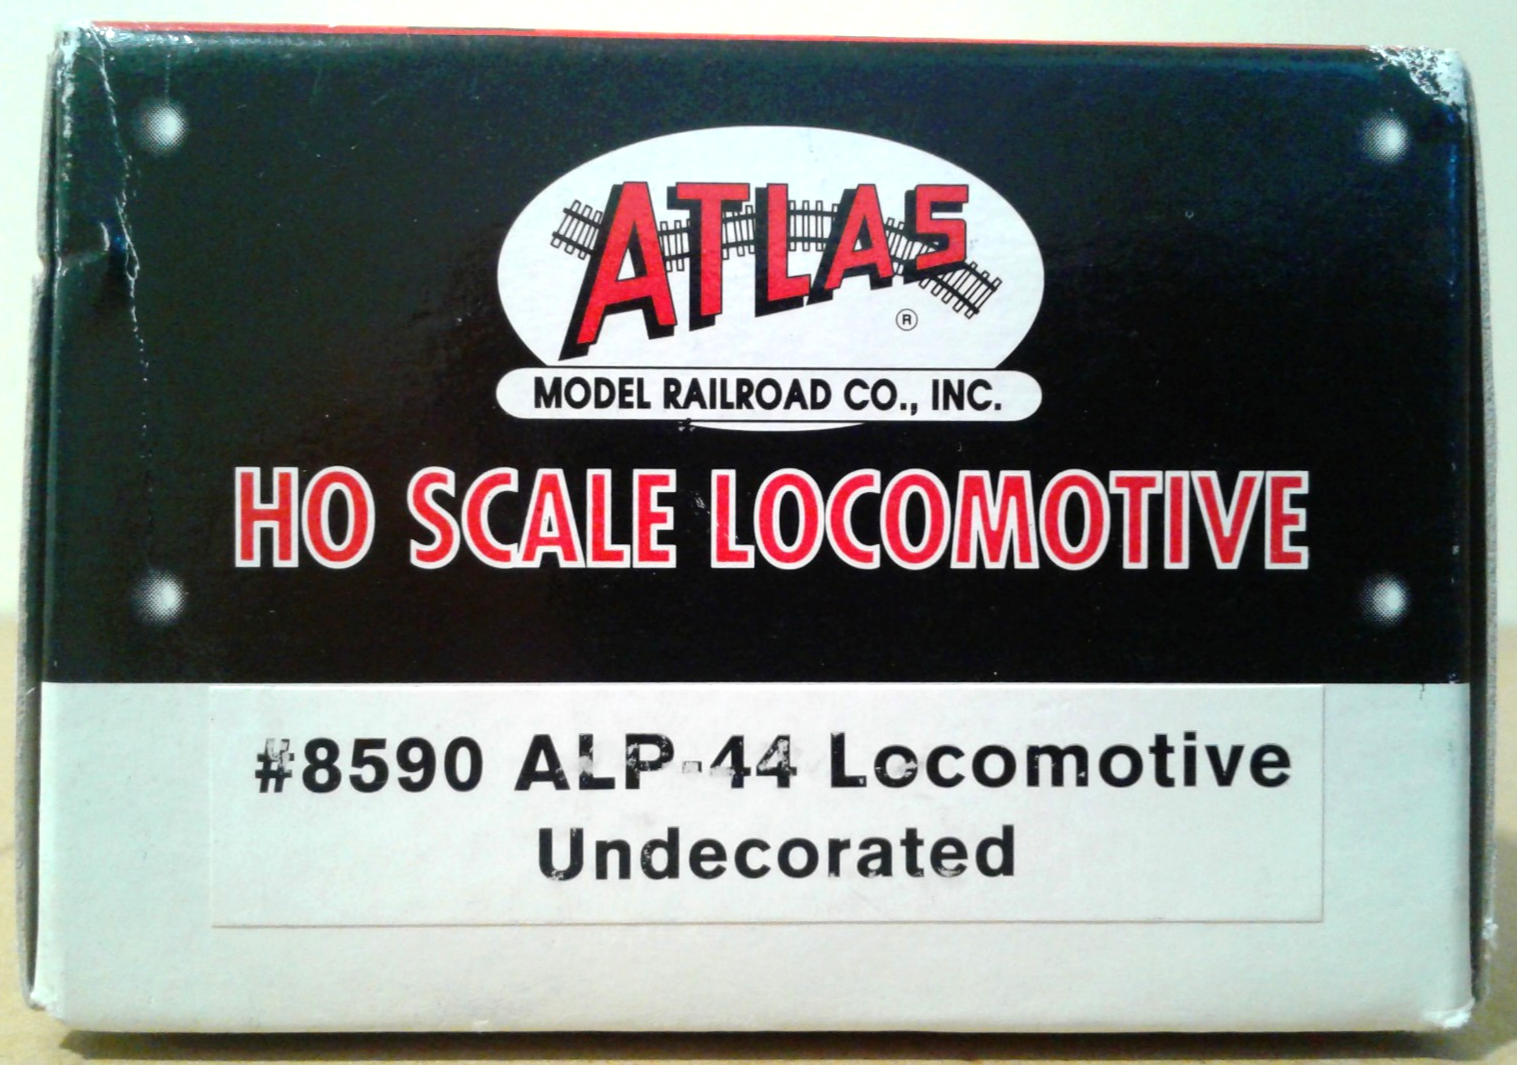 ATLAS
®
MODEL RAILROAD CO., INC.
HO SCALE LOCOMOTIVE
#8590 ALP-44 Locomotive
Undecorated